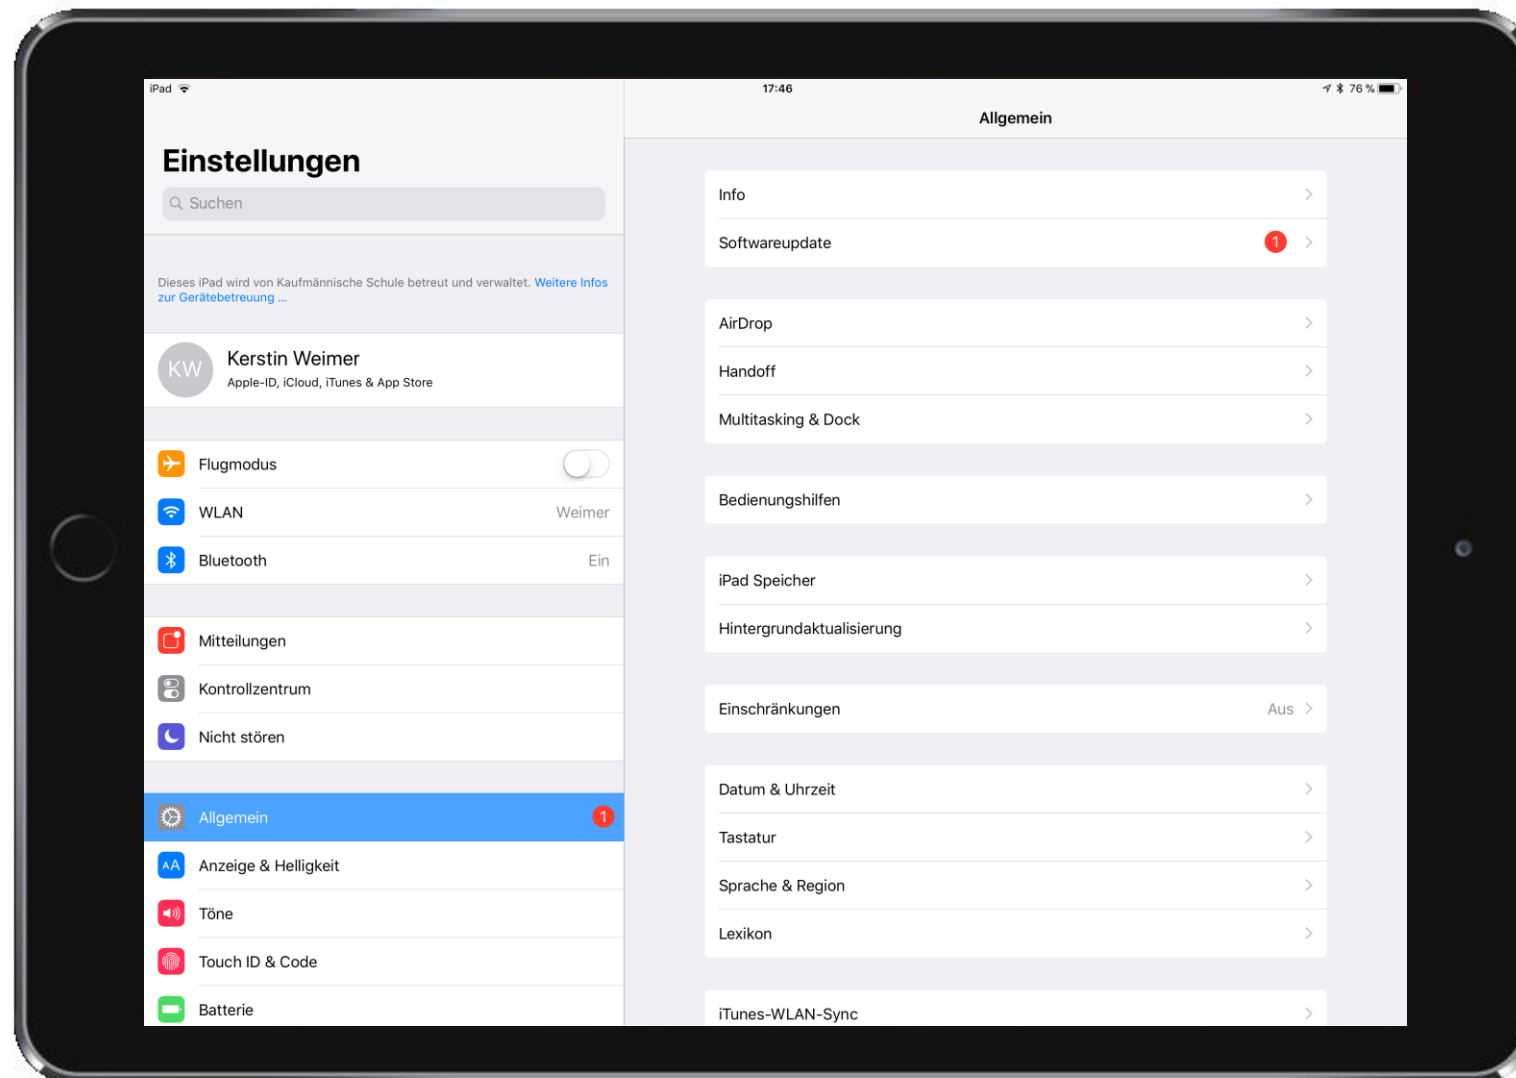 iPad
17:46
76 %
Einstellungen
Suchen
Dieses iPad wird von Kaufmännische Schule betreut und verwaltet. Weitere Infos
zur Gerätebetreuung ...
KW
Kerstin Weimer
Apple-ID, iCloud, iTunes & App Store
Flugmodus
WLAN Weimer
Bluetooth Ein
Mitteilungen
Kontrollzentrum
Nicht stören
Allgemein 1
AA Anzeige & Helligkeit
Töne
Touch ID & Code
Batterie
Allgemein
Info
Softwareupdate 1
AirDrop
Handoff
Multitasking & Dock
Bedienungshilfen
iPad Speicher
Hintergrundaktualisierung
Einschränkungen Aus
Datum & Uhrzeit
Tastatur
Sprache & Region
Lexikon
iTunes-WLAN-Sync